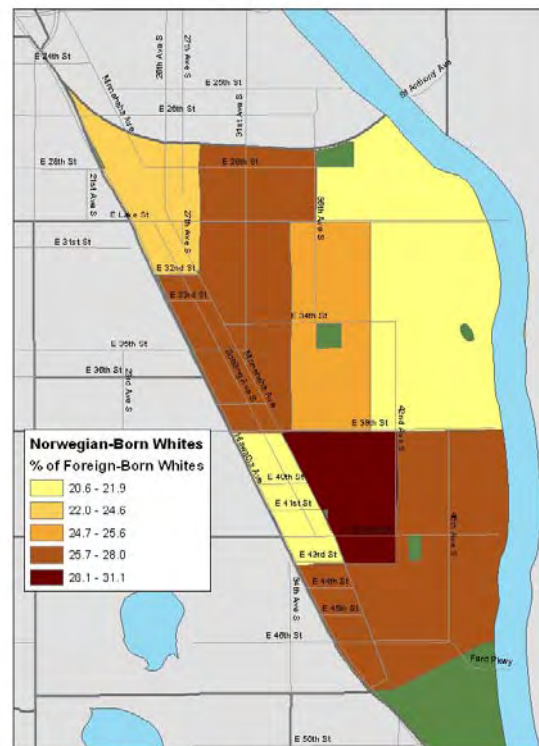 E 24th St
26th Ave S
27th Ave S
Minnehaha Ave
E 25th St
St Anthony Ave
E 26th St
31st Ave S
E 28th St
E 28th St
21st Ave S
36th Ave S
E Lake St
27th Ave S
E 31st St
E 32nd St
E 33rd St
E 34th St
E 35th St
Minnehaha Ave
Snelling Ave S
E 36th St
23rd Ave S
E 38th St
42nd Ave S
Norwegian-Born Whites
% of Foreign-Born Whites
20.6 - 21.9
22.0 - 24.6
24.7 - 25.6
25.7 - 28.0
28.1 - 31.1
Hiawatha Ave
E 40th St
E 41st St
46th Ave S
E 43rd St
E 44th St
34th Ave S
E 45th St
E 46th St
Ford Pkwy
E 50th St